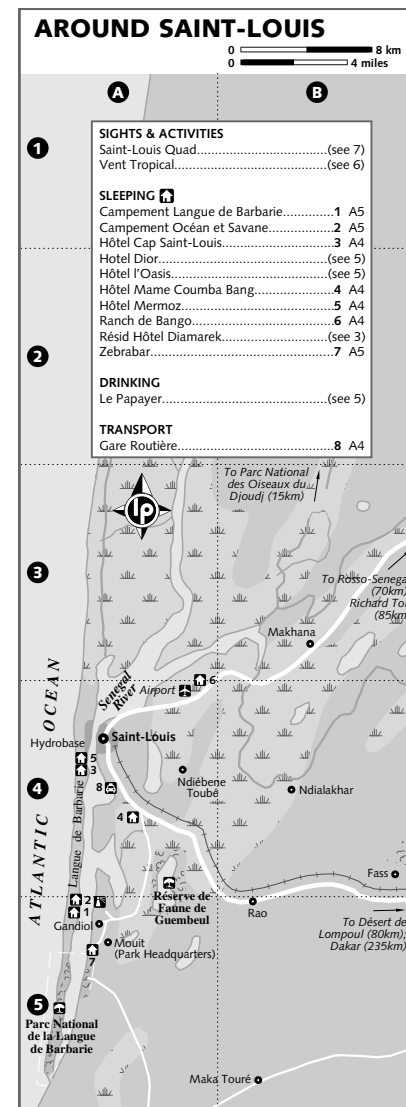 AROUND SAINT-LOUIS
0 8 km
0 4 miles
A B
1
SIGHTS & ACTIVITIES
Saint-Louis Quad.................................(see 7)
Vent Tropical........................................(see 6)
SLEEPING
Campement Langue de Barbarie.............1 A5
Campement Océan et Savane................2 A5
Hôtel Cap Saint-Louis............................3 A4
Hotel Dior............................................(see 5)
Hôtel l'Oasis.........................................(see 5)
Hôtel Mame Coumba Bang...................4 A4
Hôtel Mermoz.......................................5 A4
Ranch de Bango....................................6 A4
Résid Hôtel Diamarek...........................(see 3)
Zebrabar...............................................7 A5
DRINKING
Le Papayer...........................................(see 5)
TRANSPORT
Gare Routière........................................8 A4
2
To Parc National
des Oiseaux du
Djoudj (15km)
lp
3
To Rosso-Senega
(70km)
Richard Tol
(85km
Makhana
Senegal
River
Airport
6
ATLANTIC OCEAN
Hydrobase
Saint-Louis
5
3
Langue de Barbarie
4
8
Ndiébene
Toubé
Ndialakhar
4
Fass
Réserve de
Faune de
Guembeul
2
1
Gandiol
Rao
Mouit
(Park Headquarters)
7
To Désert de
Lompoul (80km);
Dakar (235km)
5
Parc National
de la Langue
de Barbarie
Maka Touré